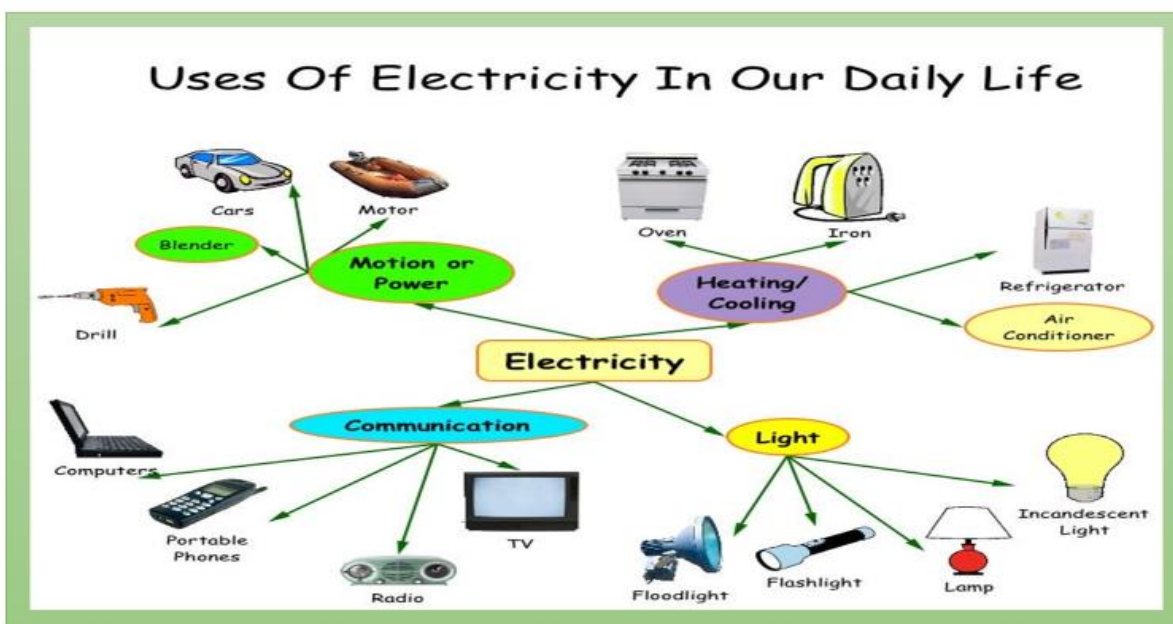 Uses Of Electricity In Our Daily Life
Cars
Motor
Blender
Motion or
Power
Drill
Oven
Iron
Heating/
Cooling
Refrigerator
Air
Conditioner
Electricity
Communication
Computers
Portable
Phones
Radio
TV
Light
Floodlight
Flashlight
Lamp
Incandescent
Light